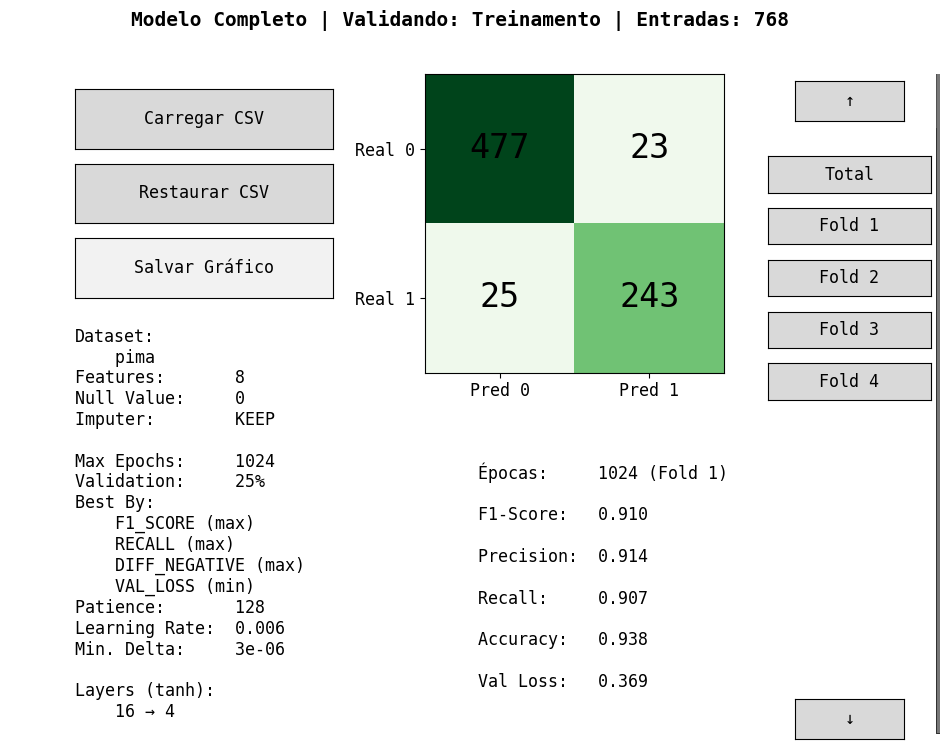 Modelo Completo | Validando: Treinamento | Entradas: 768
Carregar CSV
Restaurar CSV
Salvar Gráfico
Dataset:
pima
Features: 8
Null Value: 0
Imputer: KEEP
Max Epochs: 1024
Validation: 25%
Best By:
F1_SCORE (max)
RECALL (max)
DIFF_NEGATIVE (max)
VAL_LOSS (min)
Patience: 128
Learning Rate: 0.006
Min. Delta: 3e-06
Layers (tanh):
16 → 4
Real 0 477 23
Real 1 25 243
Pred 0 Pred 1
Épocas: 1024 (Fold 1)
F1-Score: 0.910
Precision: 0.914
Recall: 0.907
Accuracy: 0.938
Val Loss: 0.369
↑
Total
Fold 1
Fold 2
Fold 3
Fold 4
↓